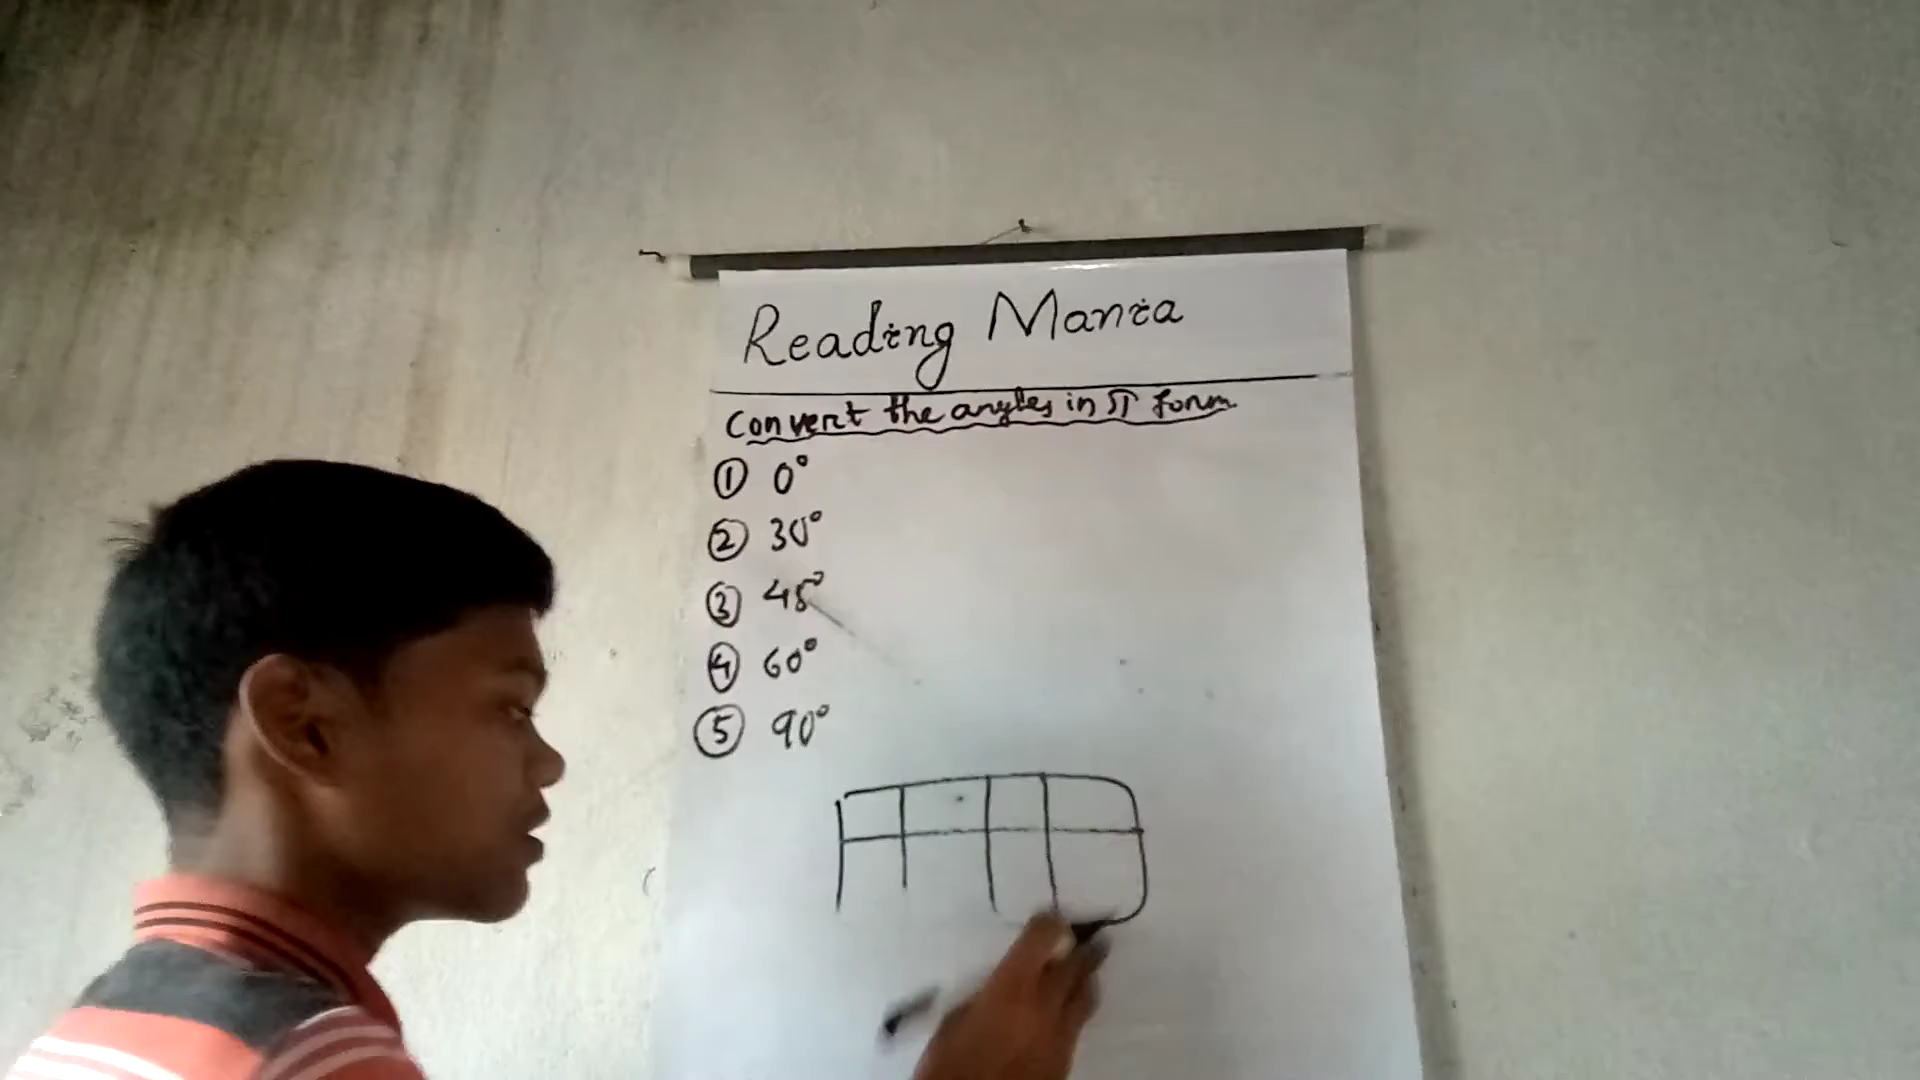 Reading Mania
Convert the angles in π form
① 0°
② 30°
③ 45°
④ 60°
⑤ 90°